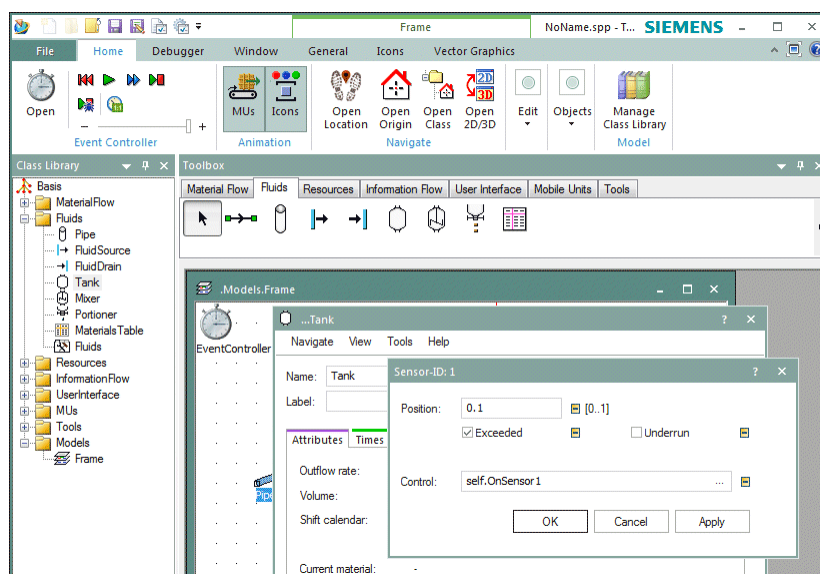 Frame NoName.spp - T... SIEMENS
File Home Debugger Window General Icons Vector Graphics
Open
1:1
- +
Event Controller
MUs Icons
Animation
Open Location
Open Origin
Open Class
2D
3D
Open 2D/3D
Navigate
Edit Objects
Manage Class Library
Model
Class Library
Basis
MaterialFlow
Fluids
Pipe
FluidSource
FluidDrain
Tank
Mixer
Portioner
MaterialsTable
Fluids
Resources
InformationFlow
UserInterface
MUs
Tools
Models
Frame
Toolbox
Material Flow Fluids Resources Information Flow User Interface Mobile Units Tools
.Models.Frame
EventController
...Tank ?
Navigate View Tools Help
Name: Tank
Label:
Attributes Times
Outflow rate:
Volume:
Shift calendar:
Current material: -
Sensor-ID: 1 ?
Position: 0.1 [0..1]
Exceeded Underrun
Control: self.OnSensor1 ...
OK Cancel Apply